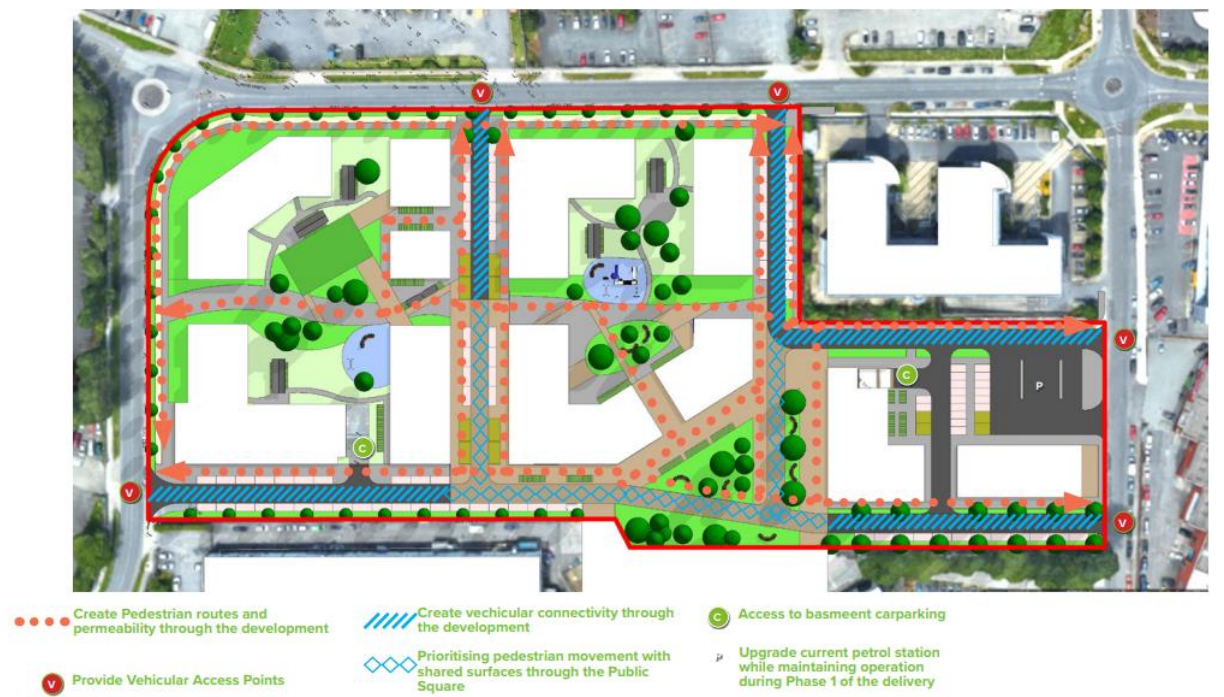 V
V
V
C
P
C
V
V
Create Pedestrian routes and
permeability through the development
Create vechicular connectivity through
the development
C
Access to basmeent carparking
V
Provide Vehicular Access Points
Prioritising pedestrian movement with
shared surfaces through the Public
Square
P
Upgrade current petrol station
while maintaining operation
during Phase 1 of the delivery